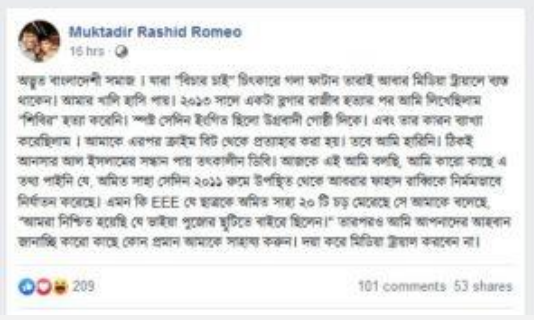 Muktadir Rashid Romeo
16 hrs ·
অদ্ভুত বাংলাদেশী সমাজ । যারা "বিচার চাই" চিৎকারে গলা ফাটান তারাই আবার মিডিয়া ট্রায়ালে ব্যস্ত
থাকেন। আমার খালি হাসি পায়। ২০১৩ সালে একটা ব্লগার রাজীব হত্যার পর আমি লিখেছিলাম
"শিবির" হত্যা করেনি। স্পষ্ট সেদিন ইংগিত ছিলো উগ্রবাদী গোষ্ঠী দিকে। এবং তার কারন ব্যাখা
করেছিলাম । আমাকে এরপর ক্রাইম বিট থেকে প্রত্যাহার করা হয়। তবে আমি হারিনি। ঠিকই
আনসার আল ইসলামের সন্ধান পায় তৎকালীন ডিবি। আজকে এই আমি বলছি, আমি কারো কাছে এ
তথ্য পাইনি যে, অমিত সাহা সেদিন ২০১১ রুমে উপস্থিত থেকে আবরার ফাহাদ রাব্বিকে নির্মমভাবে
নির্যাতন করেছে। এমন কি EEE যে ছাত্রকে অমিত সাহা ২০ টি চড় মেরেছে সে আমাকে বলেছে,
"আমরা নিশ্চিত হয়েছি যে ভাইয়া পুজোর ছুটিতে বাইরে ছিলেন।" তারপরও আমি আপনাদের আহবান
জানাচ্ছি কারো কাছে কোন প্রমান আমাকে সাহায্য করুন। দয়া করে মিডিয়া ট্রায়াল করবেন না।
209
101 comments 53 shares